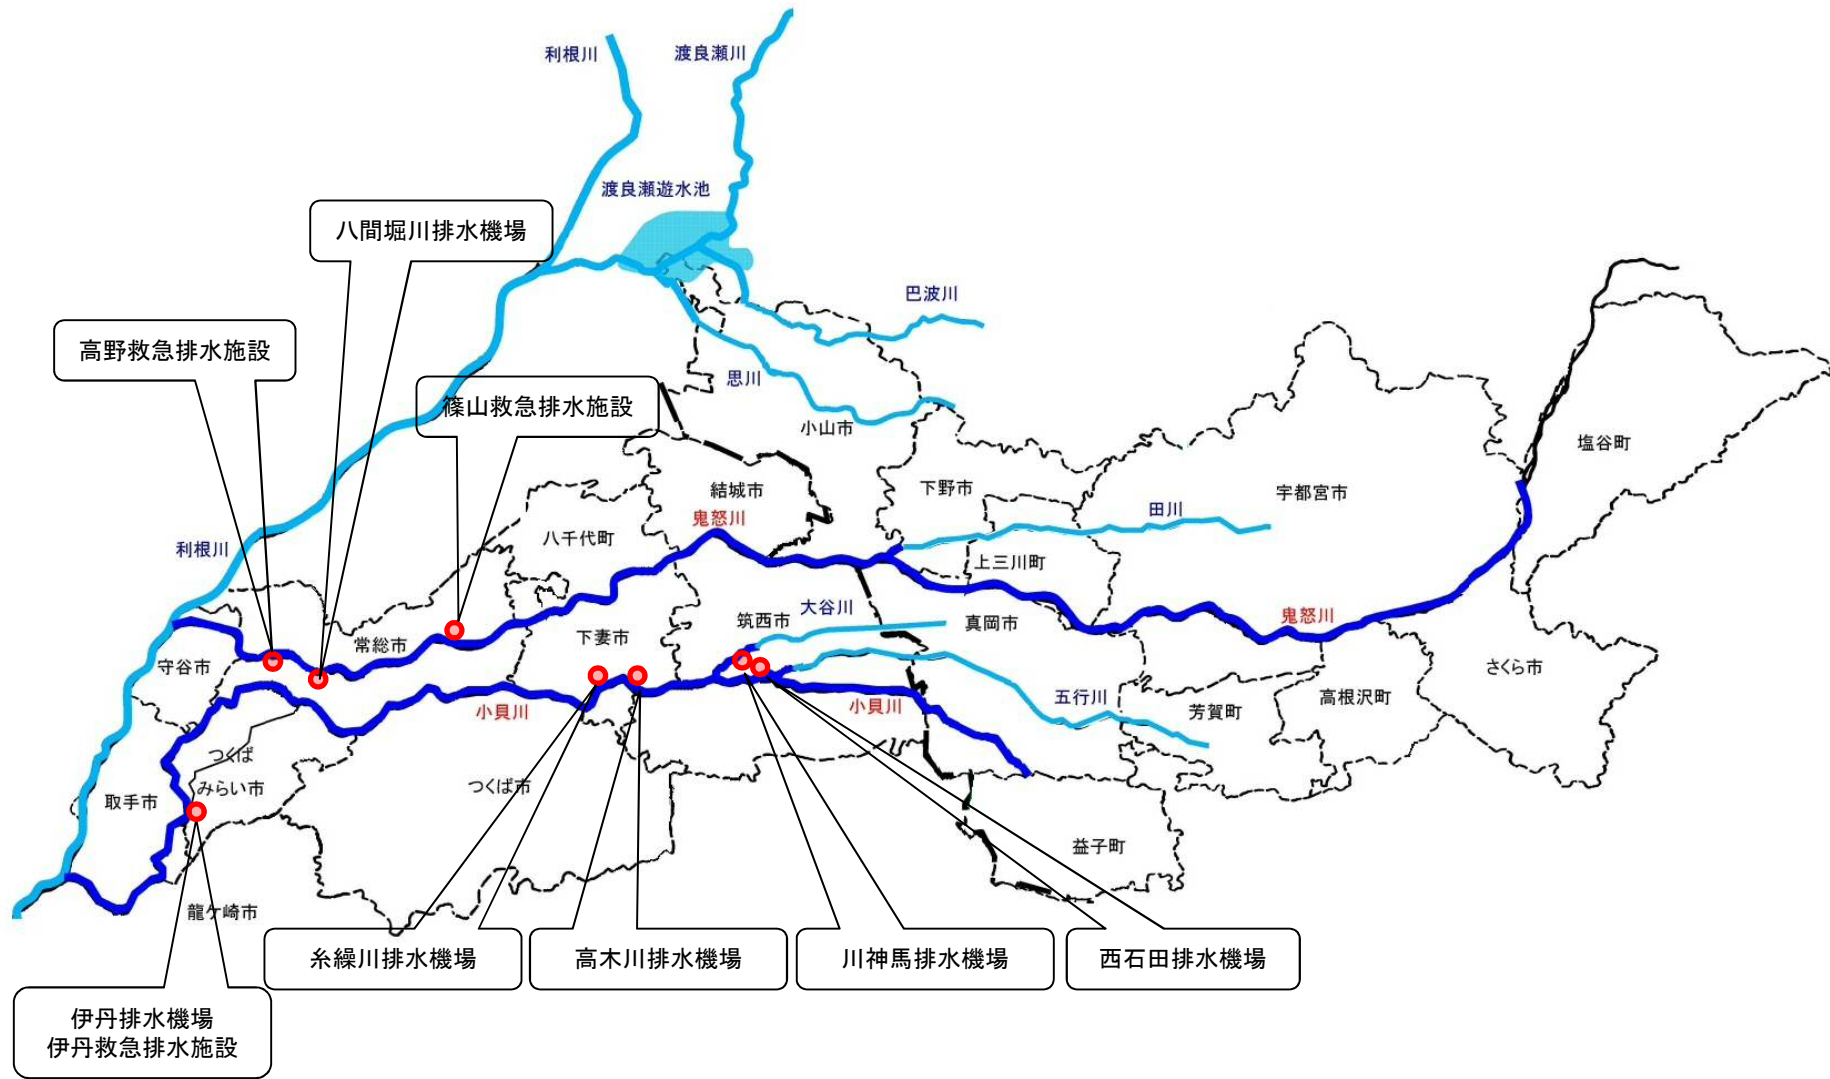 利根川
渡良瀬川
渡良瀬遊水池
八間堀川排水機場
巴波川
高野救急排水施設
思川
篠山救急排水施設
小山市
塩谷町
結城市
下野市
宇都宮市
田川
鬼怒川
八千代町
利根川
上三川町
大谷川
筑西市
真岡市
鬼怒川
下妻市
常総市
守谷市
さくら市
五行川
高根沢町
小貝川
小貝川
芳賀町
つくば
みらい市
つくば市
取手市
益子町
龍ケ崎市
糸繰川排水機場
高木川排水機場
川神馬排水機場
西石田排水機場
伊丹排水機場
伊丹救急排水施設